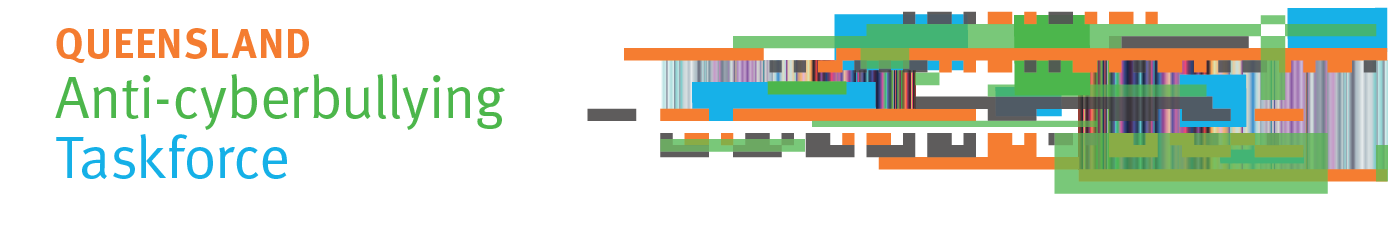 QUEENSLAND
Anti-cyberbullying
Taskforce